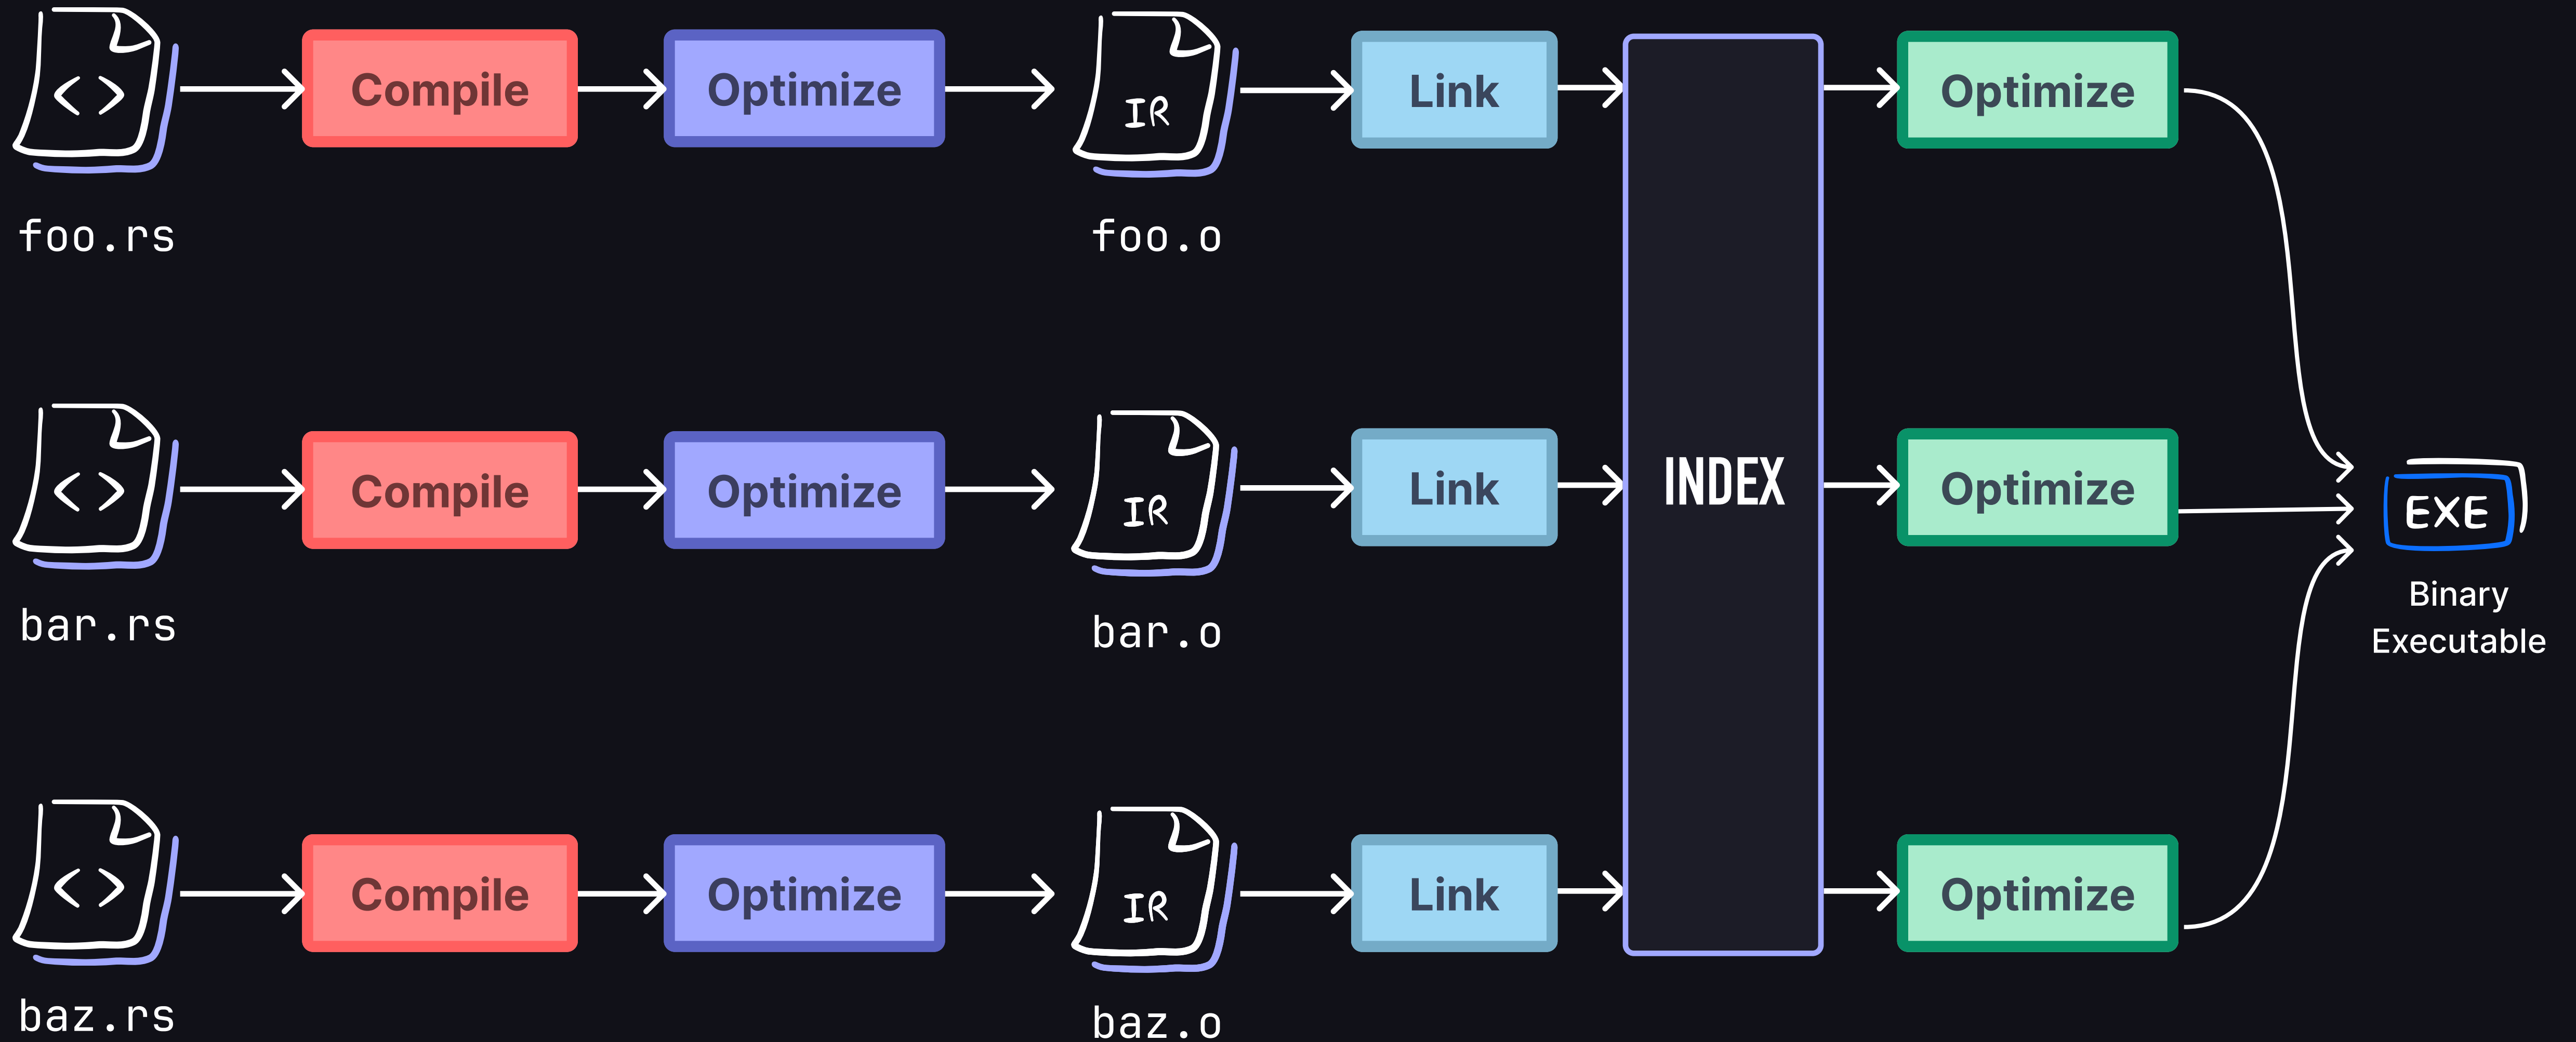 Compile
Optimize
IR
Link
Optimize
foo.rs
foo.o
Compile
Optimize
IR
Link
INDEX
Optimize
EXE
Binary
Executable
bar.rs
bar.o
Compile
Optimize
IR
Link
Optimize
baz.rs
baz.o